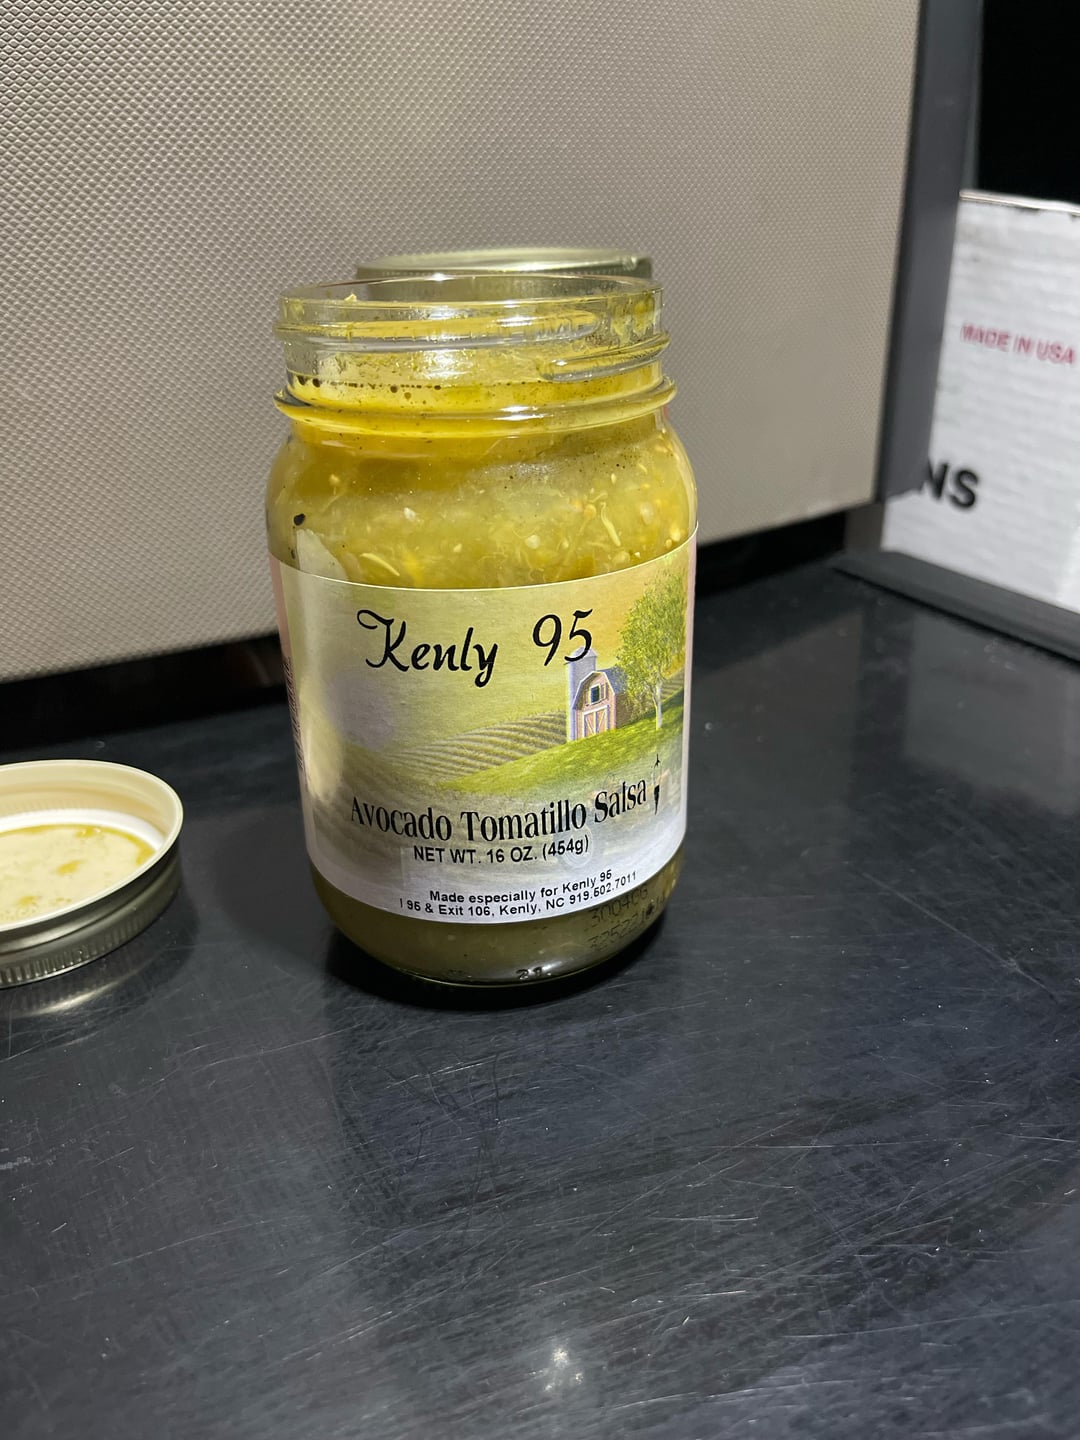 MADE IN USA
NS
Kenly 95
Avocado Tomatillo Salsa
NET WT. 16 OZ. (454g)
Made especially for Kenly 95
I 95 & Exit 106, Kenly, NC 919.602.7011